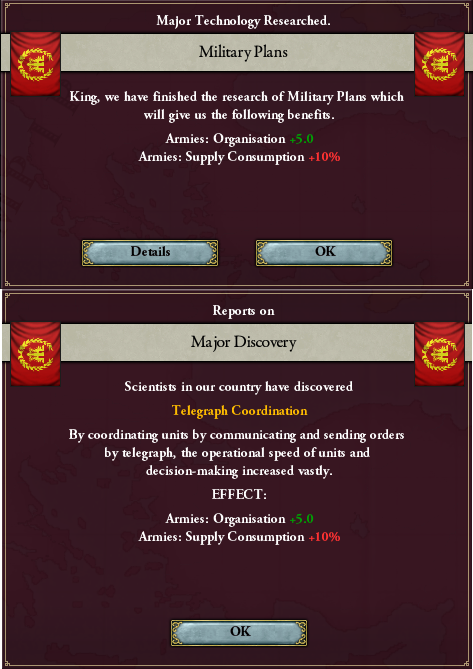 Major Technology Researched.
Military Plans
King, we have finished the research of Military Plans which
will give us the following benefits.
Armies: Organisation +5.0
Armies: Supply Consumption +10%
Details
OK
Reports on
Major Discovery
Scientists in our country have discovered
Telegraph Coordination
By coordinating units by communicating and sending orders
by telegraph, the operational speed of units and
decision-making increased vastly.
EFFECT:
Armies: Organisation +5.0
Armies: Supply Consumption +10%
OK